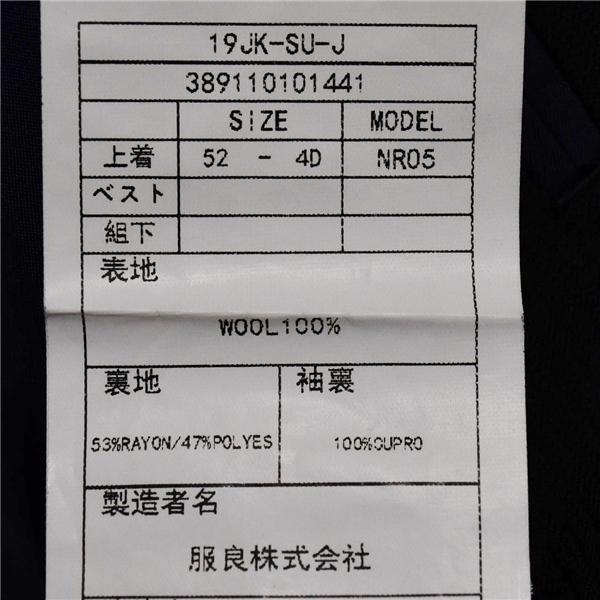 19JK-SU-J
389110101441
SIZE MODEL
上着 52 - 4D NR05
ベスト
組下
表地
WOOL100%
裏地 袖裏
53%RAYON/47%POLYES 100%CUPRO
製造者名
服良株式会社